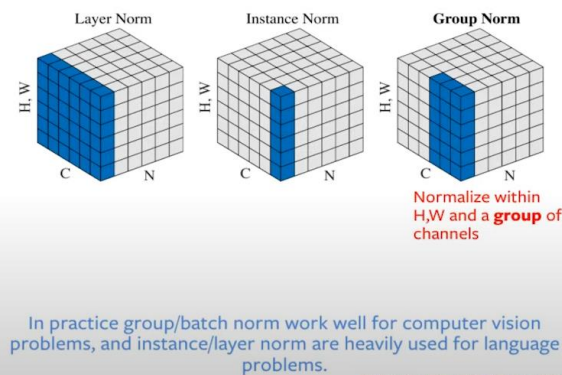 Layer Norm
Instance Norm
Group Norm
H, W
C
N
H, W
C
N
H, W
C
N
Normalize within
H,W and a group of
channels
In practice group/batch norm work well for computer vision
problems, and instance/layer norm are heavily used for language
problems.